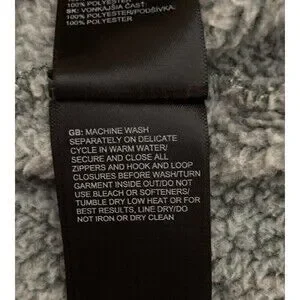 100% POLYESTER
SK: VONKAJŠIA ČASŤ:
100% POLYESTER/PODŠÍVKA:
100% POLYESTER
GB: MACHINE WASH
SEPARATELY ON DELICATE
CYCLE IN WARM WATER/
SECURE AND CLOSE ALL
ZIPPERS AND HOOK AND LOOP
CLOSURES BEFORE WASH/TURN
GARMENT INSIDE OUT/DO NOT
USE BLEACH OR SOFTENERS/
TUMBLE DRY LOW HEAT OR FOR
BEST RESULTS, LINE DRY/DO
NOT IRON OR DRY CLEAN